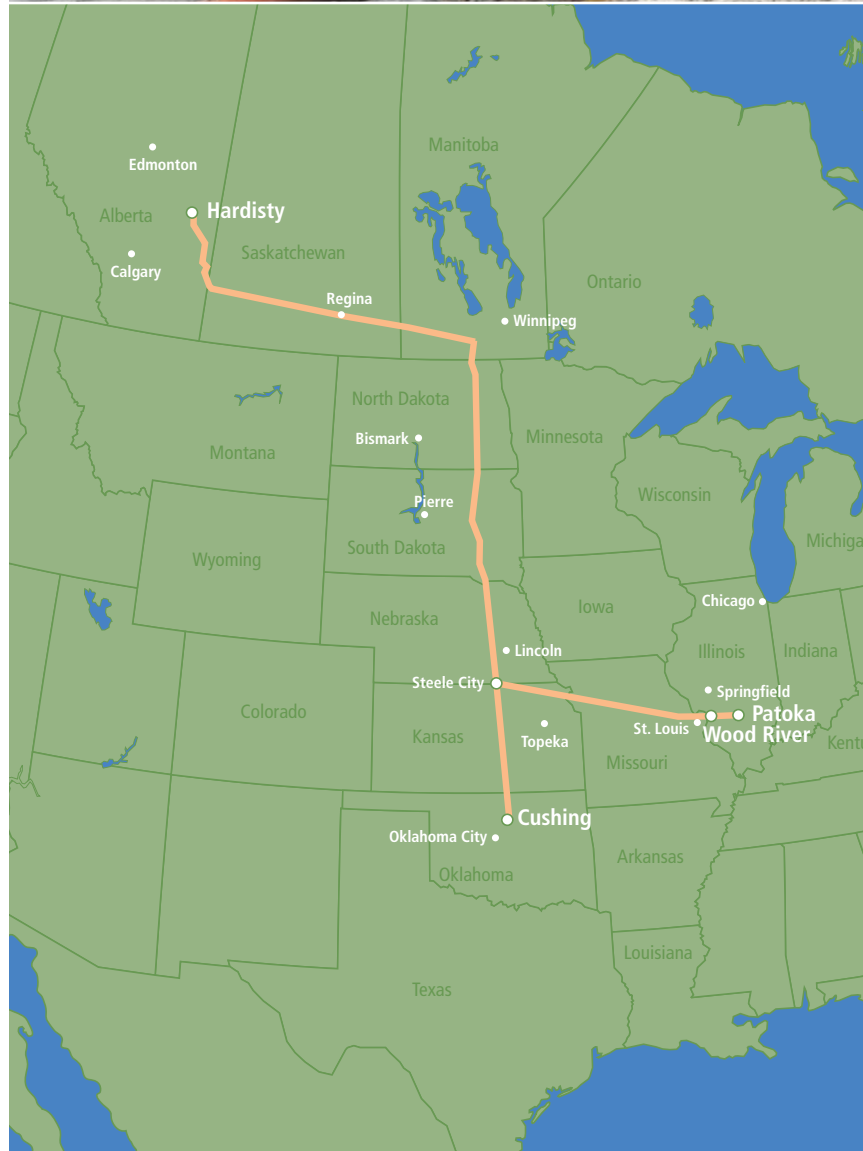 Manitoba
Edmonton
Hardisty
Alberta
Saskatchewan
Calgary
Ontario
Regina
Winnipeg
North Dakota
Bismark
Minnesota
Montana
Wisconsin
Pierre
South Dakota
Michiga
Wyoming
Chicago
Iowa
Nebraska
Lincoln
Illinois
Indiana
Steele City
Springfield
Colorado
Patoka
Kansas
Topeka
St. Louis
Wood River
Kentu
Missouri
Cushing
Oklahoma City
Arkansas
Oklahoma
Louisiana
Texas